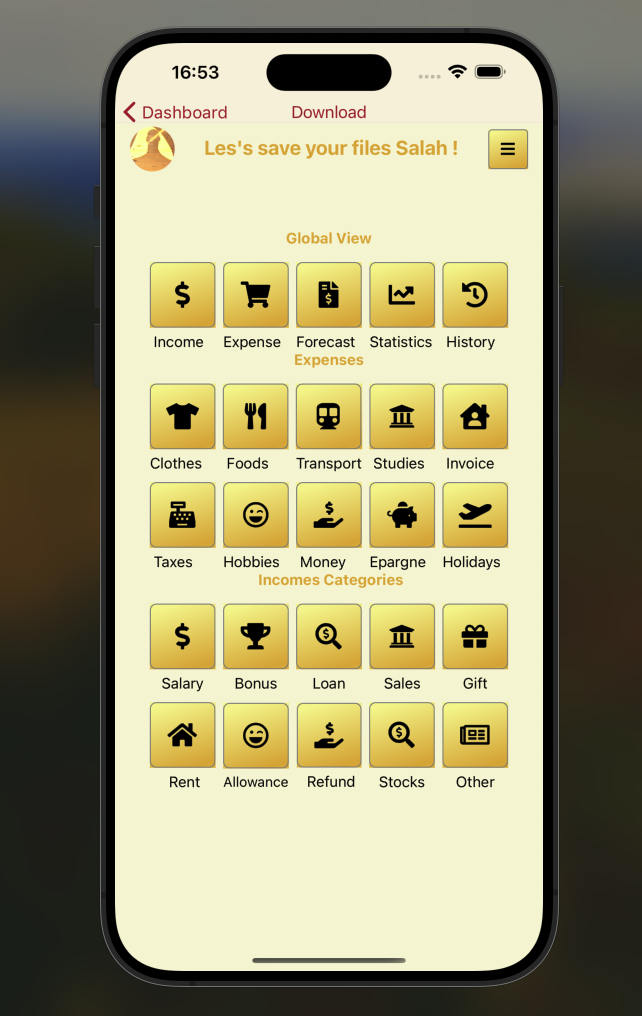 16:53
Dashboard Download
Les's save your files Salah !
Global View
Income Expense Forecast Statistics History
Expenses
Clothes Foods Transport Studies Invoice
Taxes Hobbies Money Epargne Holidays
Incomes Categories
Salary Bonus Loan Sales Gift
Rent Allowance Refund Stocks Other